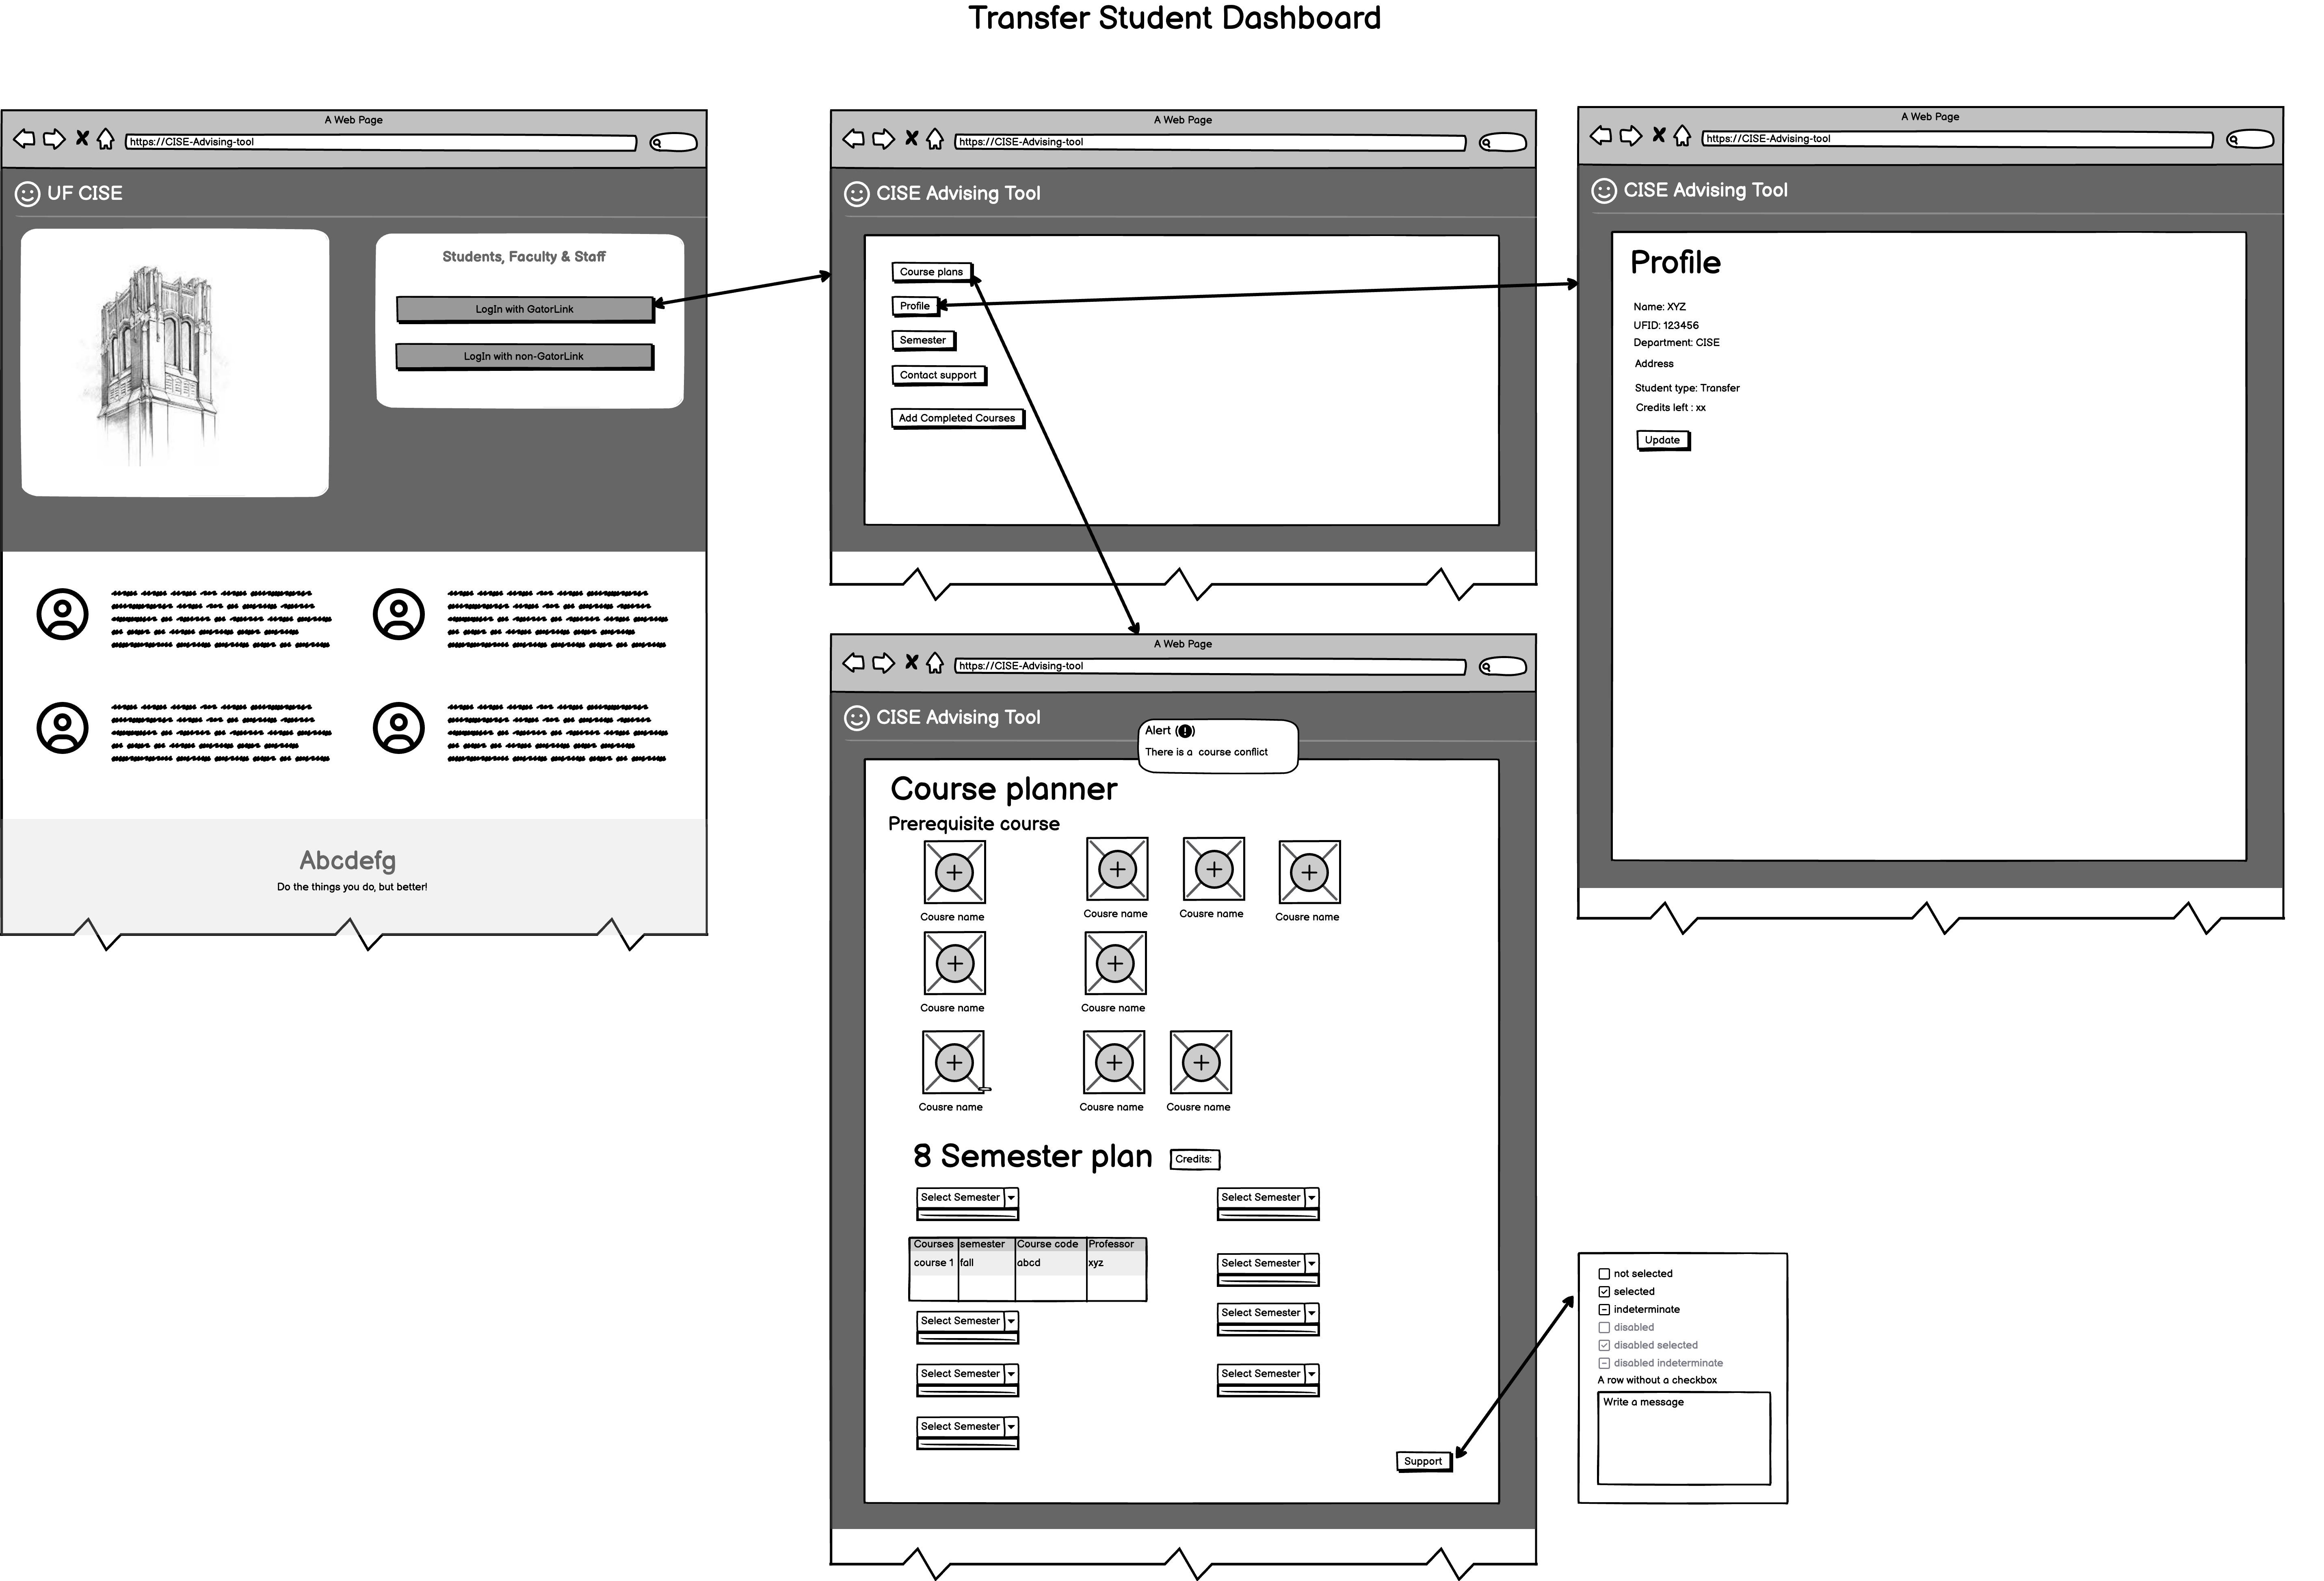 Transfer Student Dashboard
A Web Page
https://CISE-Advising-tool
UF CISE
Students, Faculty & Staff
LogIn with GatorLink
LogIn with non-GatorLink
Abcdefg
Do the things you do, but better!
A Web Page
https://CISE-Advising-tool
CISE Advising Tool
Course plans
Profile
Semester
Contact support
Add Completed Courses
A Web Page
https://CISE-Advising-tool
CISE Advising Tool
Profile
Name: XYZ
UFID: 123456
Department: CISE
Address
Student type: Transfer
Credits left : xx
Update
A Web Page
https://CISE-Advising-tool
CISE Advising Tool
Alert (!)
There is a course conflict
Course planner
Prerequisite course
Cousre name Cousre name Cousre name Cousre name
Cousre name Cousre name
Cousre name Cousre name Cousre name
8 Semester plan Credits:
Select Semester Select Semester
Courses semester Course code Professor
course 1 fall abcd xyz
Select Semester
Select Semester Select Semester
Select Semester Select Semester
Select Semester
Support
not selected
selected
indeterminate
disabled
disabled selected
disabled indeterminate
A row without a checkbox
Write a message